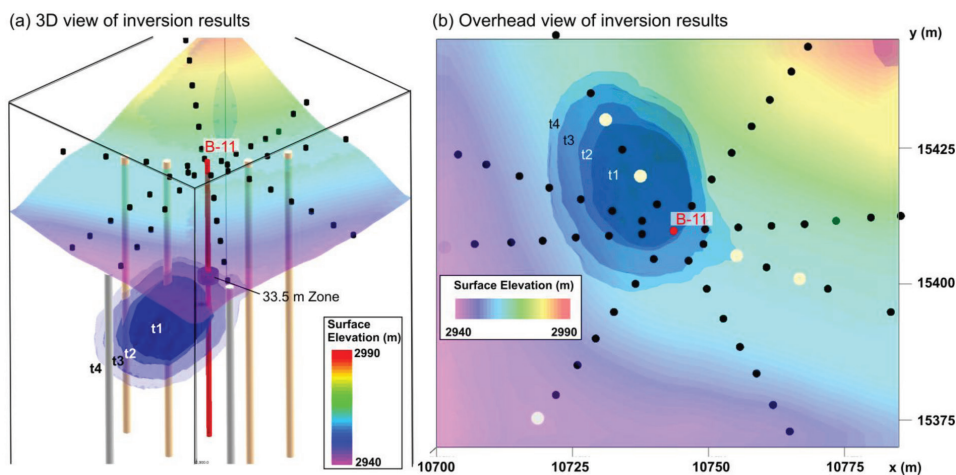 (a) 3D view of inversion results
B-11
33.5 m Zone
t1
t2
t3
t4
Surface
Elevation (m)
2990
2940
(b) Overhead view of inversion results
y (m)
t4
t3
t2
t1
B-11
15425
15400
15375
Surface Elevation (m)
2940
2990
10700
10725
10750
10775
x (m)